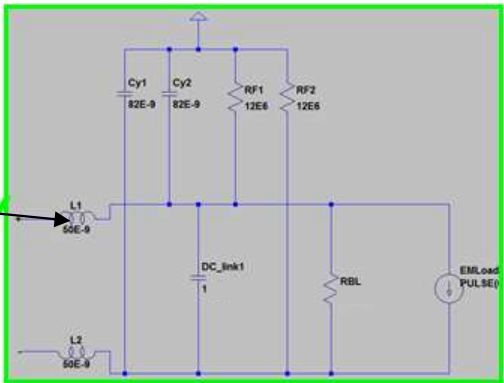 Cy1 Cy2 RF1 RF2
82E-9 82E-9 12E6 12E6
L1
50E-9
DC_link1
1
RBL
EMLoad
PULSE(
L2
50E-9